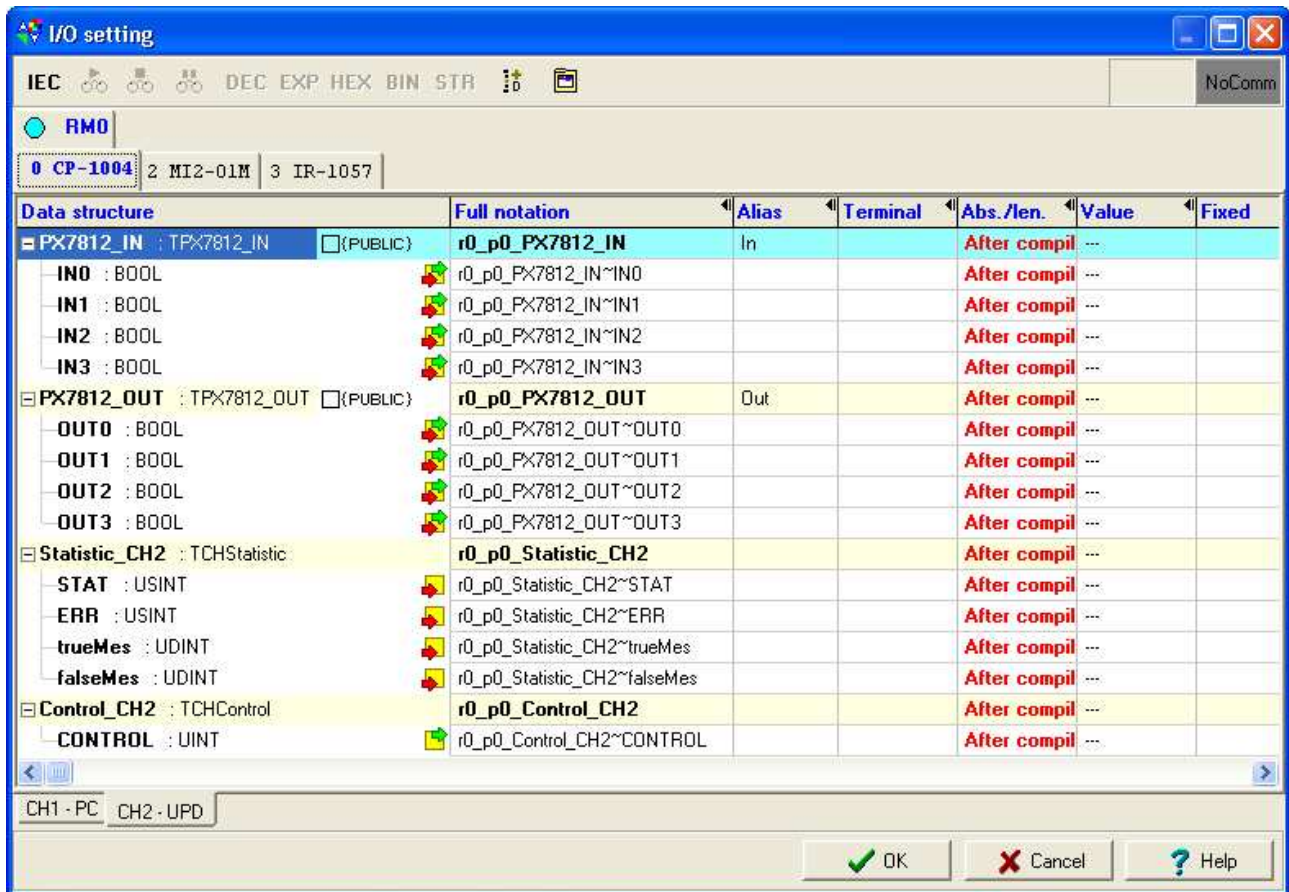 I/O setting
IEC DEC EXP HEX BIN STR NoComm
RM0
0 CP-1004 2 MI2-01M 3 IR-1057
Data structure Full notation Alias Terminal Abs./len. Value Fixed
PX7812_IN : TPX7812_IN {PUBLIC} r0_p0_PX7812_IN In After compil ---
IN0 : BOOL r0_p0_PX7812_IN~IN0 After compil ---
IN1 : BOOL r0_p0_PX7812_IN~IN1 After compil ---
IN2 : BOOL r0_p0_PX7812_IN~IN2 After compil ---
IN3 : BOOL r0_p0_PX7812_IN~IN3 After compil ---
PX7812_OUT : TPX7812_OUT {PUBLIC} r0_p0_PX7812_OUT Out After compil ---
OUT0 : BOOL r0_p0_PX7812_OUT~OUT0 After compil ---
OUT1 : BOOL r0_p0_PX7812_OUT~OUT1 After compil ---
OUT2 : BOOL r0_p0_PX7812_OUT~OUT2 After compil ---
OUT3 : BOOL r0_p0_PX7812_OUT~OUT3 After compil ---
Statistic_CH2 : TCHStatistic r0_p0_Statistic_CH2 After compil ---
STAT : USINT r0_p0_Statistic_CH2~STAT After compil ---
ERR : USINT r0_p0_Statistic_CH2~ERR After compil ---
trueMes : UDINT r0_p0_Statistic_CH2~trueMes After compil ---
falseMes : UDINT r0_p0_Statistic_CH2~falseMes After compil ---
Control_CH2 : TCHControl r0_p0_Control_CH2 After compil ---
CONTROL : UINT r0_p0_Control_CH2~CONTROL After compil ---
CH1 - PC CH2 - UPD
OK Cancel ? Help